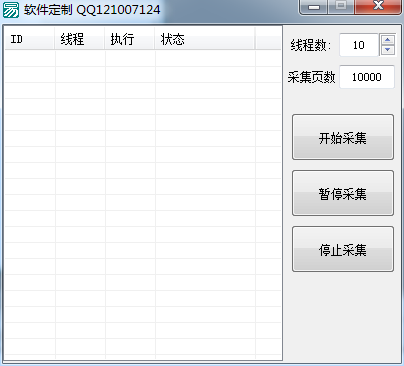 软件定制 QQ121007124
ID 线程 执行 状态
线程数: 10
采集页数 10000
开始采集
暂停采集
停止采集